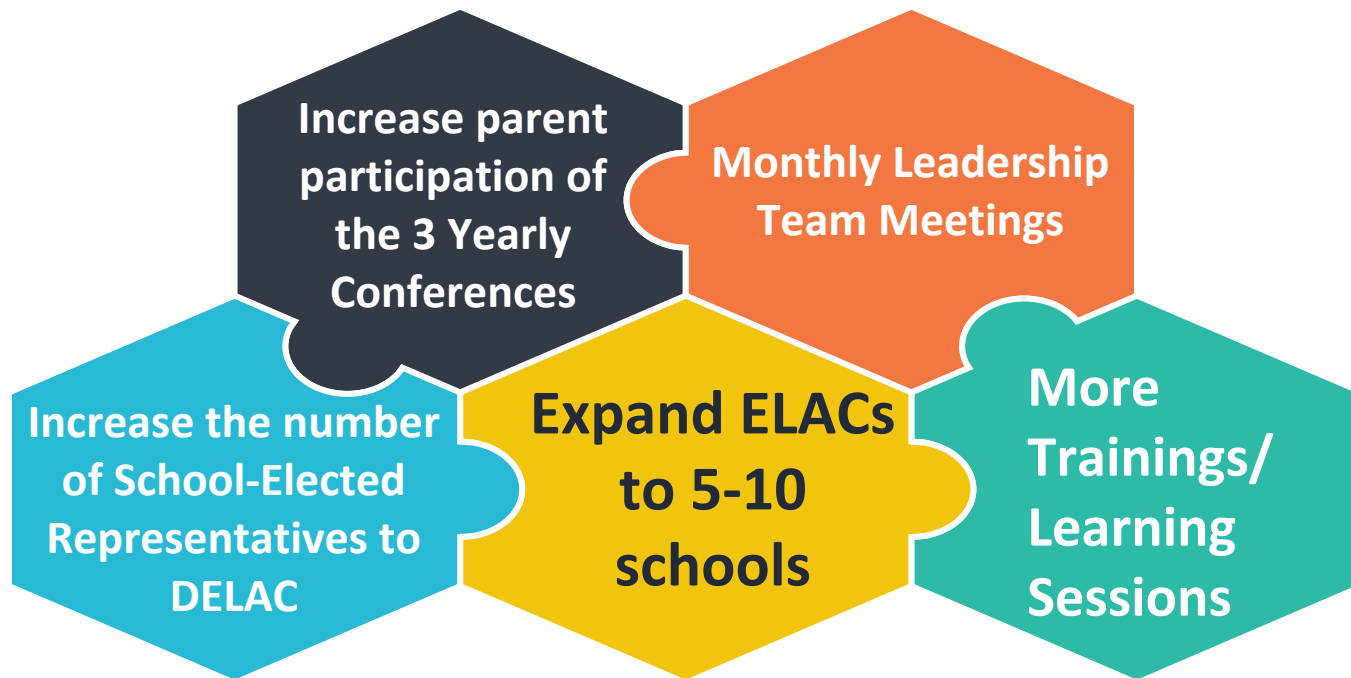 Increase parent
participation of
the 3 Yearly
Conferences
Monthly Leadership
Team Meetings
Increase the number
of School-Elected
Representatives to
DELAC
Expand ELACs
to 5-10
schools
More
Trainings/
Learning
Sessions